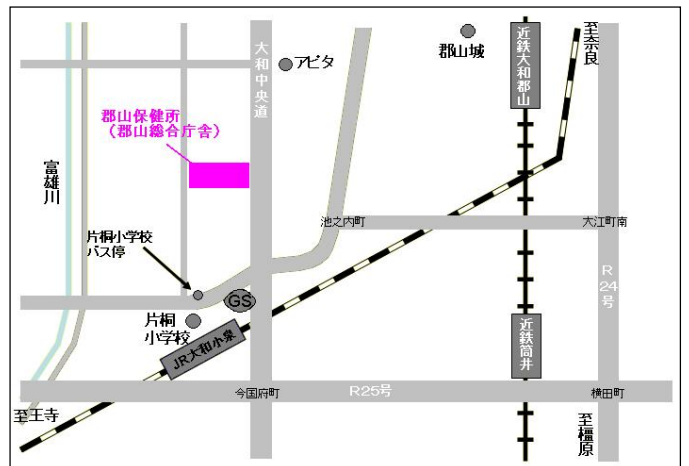 至奈良
大和中央道
アピタ
郡山城
近鉄大和郡山
郡山保健所
（郡山総合庁舎）
富雄川
池之内町
大江町南
片桐小学校
バス停
R24号
GS
片桐
小学校
JR大和小泉
近鉄筒井
今国府町
R25号
横田町
至王寺
至橿原